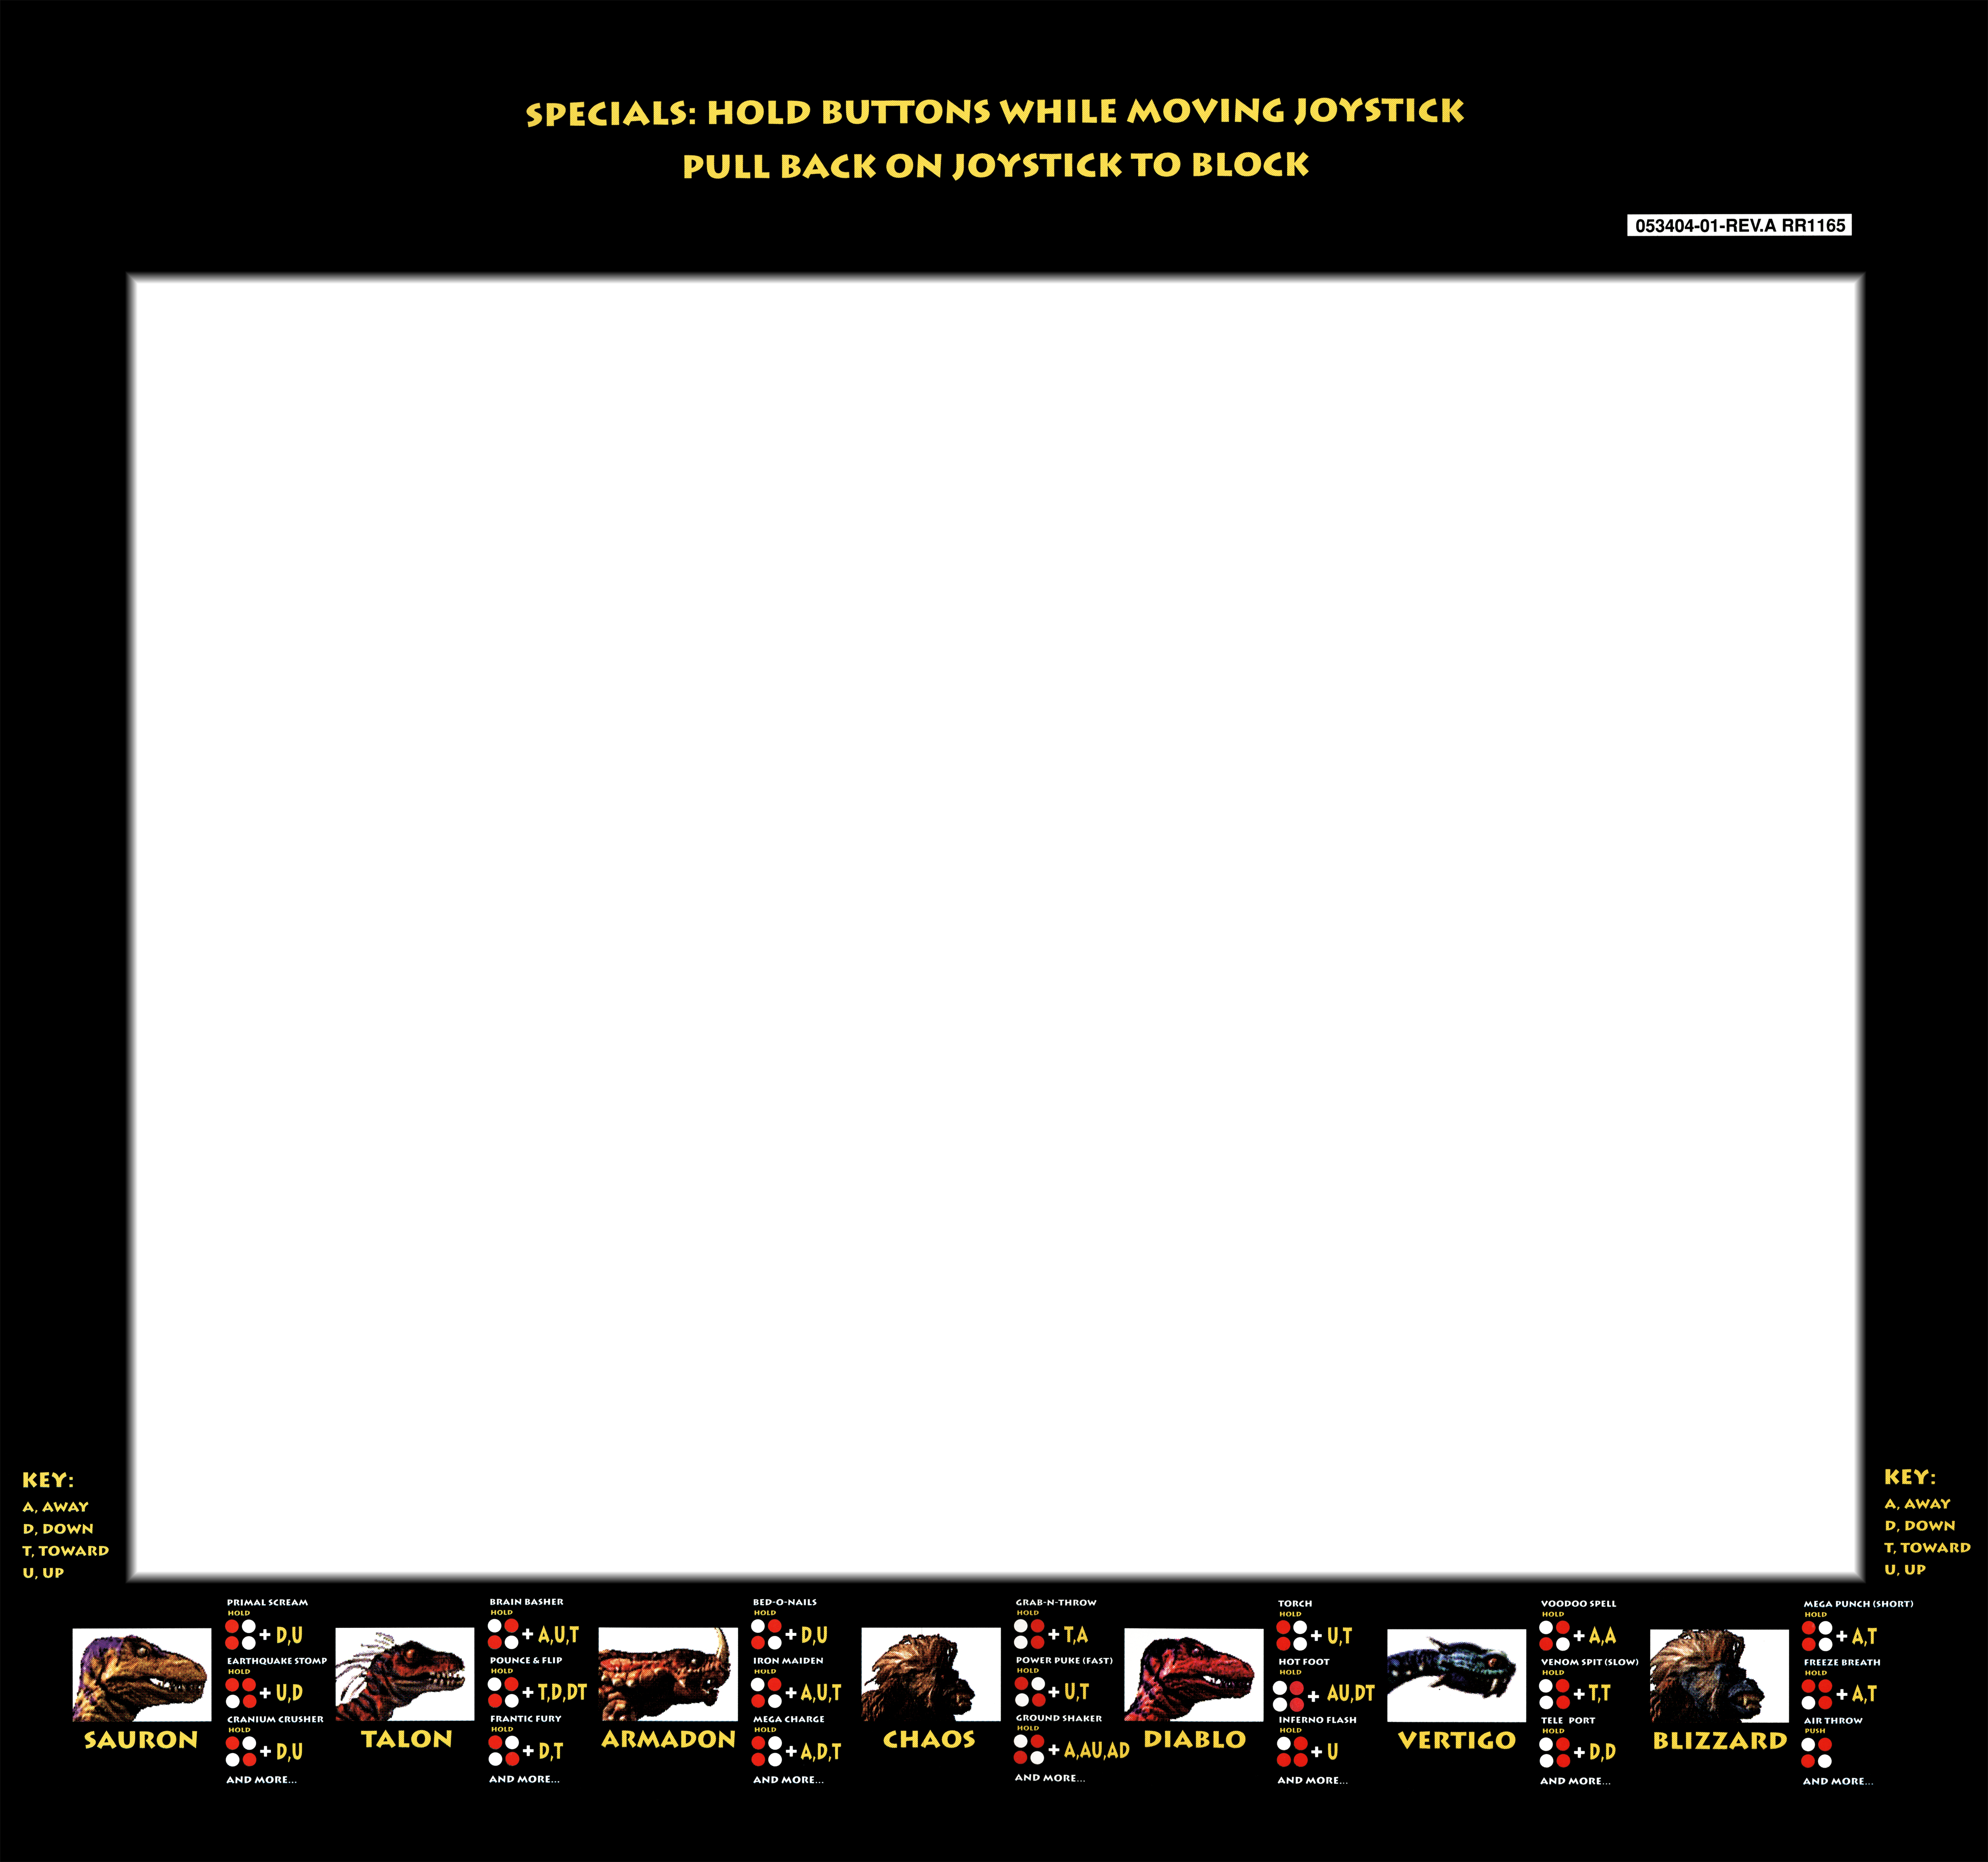 SPECIALS: HOLD BUTTONS WHILE MOVING JOYSTICK
PULL BACK ON JOYSTICK TO BLOCK
053404-01-REV.A RR1165
KEY:
A, AWAY
D, DOWN
T, TOWARD
U, UP
KEY:
A, AWAY
D, DOWN
T, TOWARD
U, UP
SAURON
PRIMAL SCREAM
HOLD
+ D,U
EARTHQUAKE STOMP
HOLD
+ U,D
CRANIUM CRUSHER
HOLD
+ D,U
AND MORE...
TALON
BRAIN BASHER
HOLD
+ A,U,T
POUNCE & FLIP
HOLD
+ T,D,DT
FRANTIC FURY
HOLD
+ D,T
AND MORE...
ARMADON
BED-O-NAILS
HOLD
+ D,U
IRON MAIDEN
HOLD
+ A,U,T
MEGA CHARGE
HOLD
+ A,D,T
AND MORE...
CHAOS
GRAB-N-THROW
HOLD
+ T,A
POWER PUKE (FAST)
HOLD
+ U,T
GROUND SHAKER
HOLD
+ A,AU,AD
AND MORE...
DIABLO
TORCH
HOLD
+ U,T
HOT FOOT
HOLD
+ AU,DT
INFERNO FLASH
HOLD
+ U
AND MORE...
VERTIGO
VOODOO SPELL
HOLD
+ A,A
VENOM SPIT (SLOW)
HOLD
+ T,T
TELE PORT
HOLD
+ D,D
AND MORE...
BLIZZARD
MEGA PUNCH (SHORT)
HOLD
+ A,T
FREEZE BREATH
HOLD
+ A,T
AIR THROW
PUSH
AND MORE...